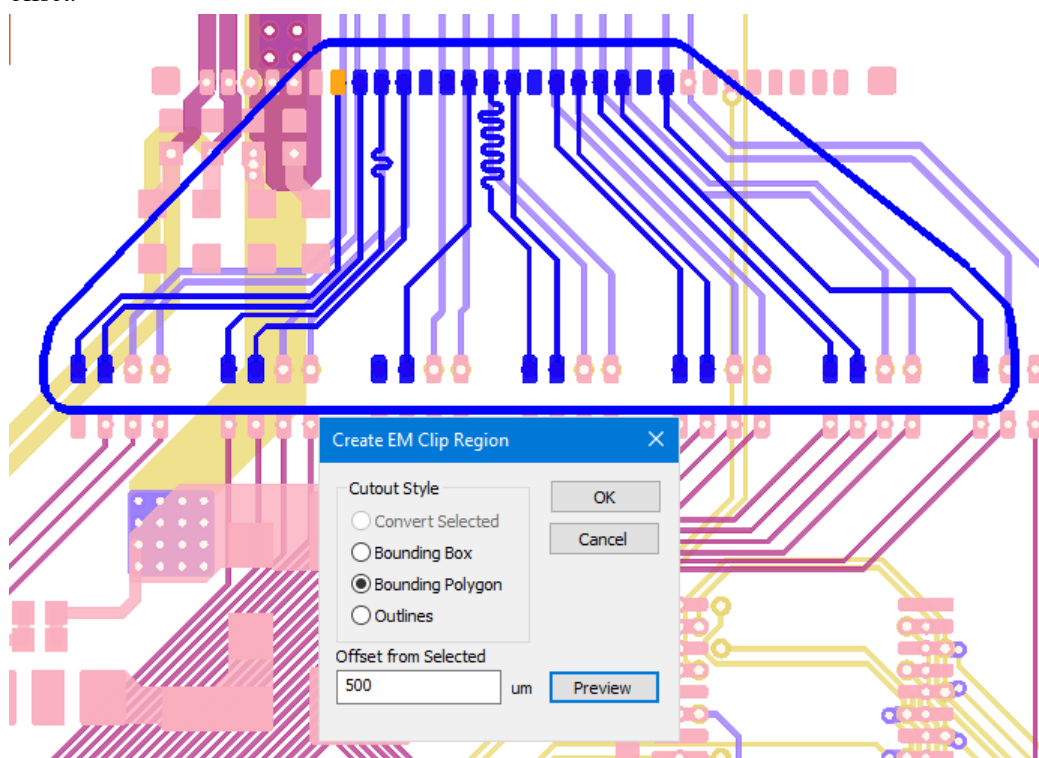 Create EM Clip Region
Cutout Style
Convert Selected
Bounding Box
Bounding Polygon
Outlines
OK
Cancel
Offset from Selected
500
um
Preview